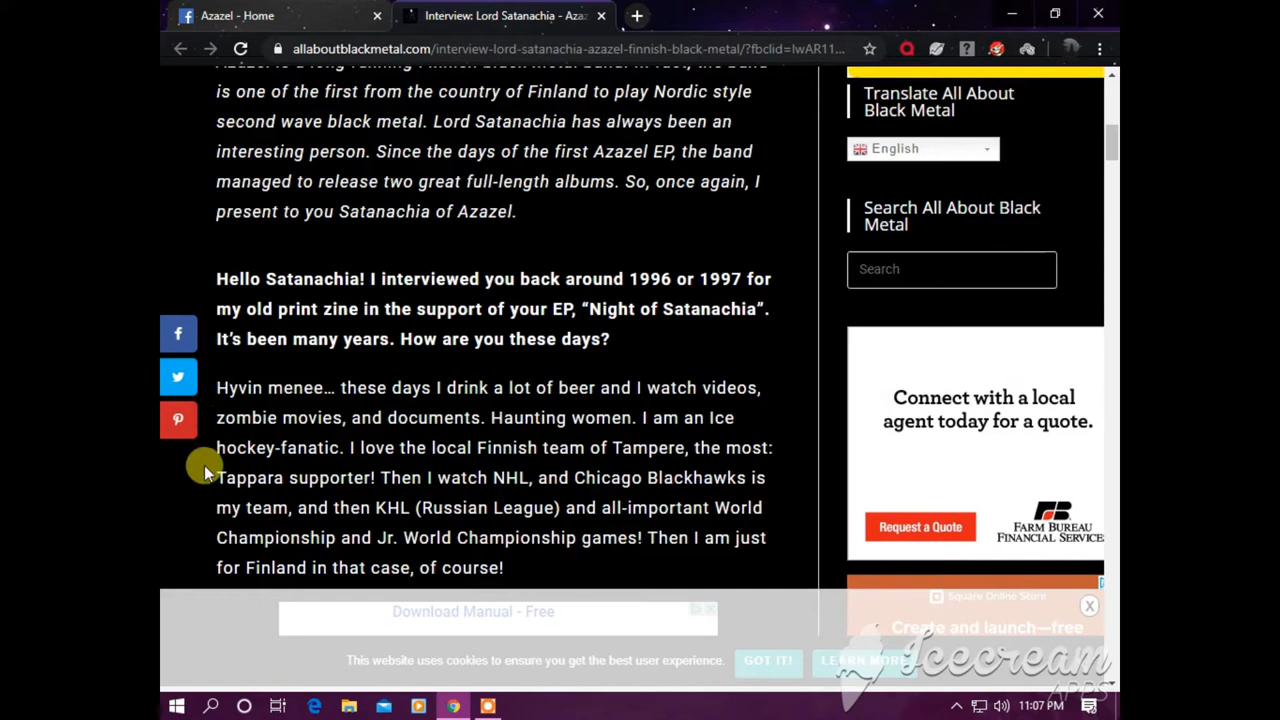 Azazel - Home
Interview: Lord Satanachia - Azaz
allaboutblackmetal.com/interview-lord-satanachia-azazel-finnish-black-metal/?fbclid=IwAR11...
is one of the first from the country of Finland to play Nordic style
second wave black metal. Lord Satanachia has always been an
interesting person. Since the days of the first Azazel EP, the band
managed to release two great full-length albums. So, once again, I
present to you Satanachia of Azazel.
Hello Satanachia! I interviewed you back around 1996 or 1997 for
my old print zine in the support of your EP, “Night of Satanachia”.
It’s been many years. How are you these days?
Hyvin menee… these days I drink a lot of beer and I watch videos,
zombie movies, and documents. Haunting women. I am an Ice
hockey-fanatic. I love the local Finnish team of Tampere, the most:
Tappara supporter! Then I watch NHL, and Chicago Blackhawks is
my team, and then KHL (Russian League) and all-important World
Championship and Jr. World Championship games! Then I am just
for Finland in that case, of course!
Translate All About
Black Metal
English
Search All About Black
Metal
Search
Connect with a local
agent today for a quote.
Request a Quote
FARM BUREAU
FINANCIAL SERVICES
Square Online Store
Create and launch—free
Download Manual - Free
X
This website uses cookies to ensure you get the best user experience.
GOT IT!
LEARN MORE
Icecream
APPS
11:07 PM